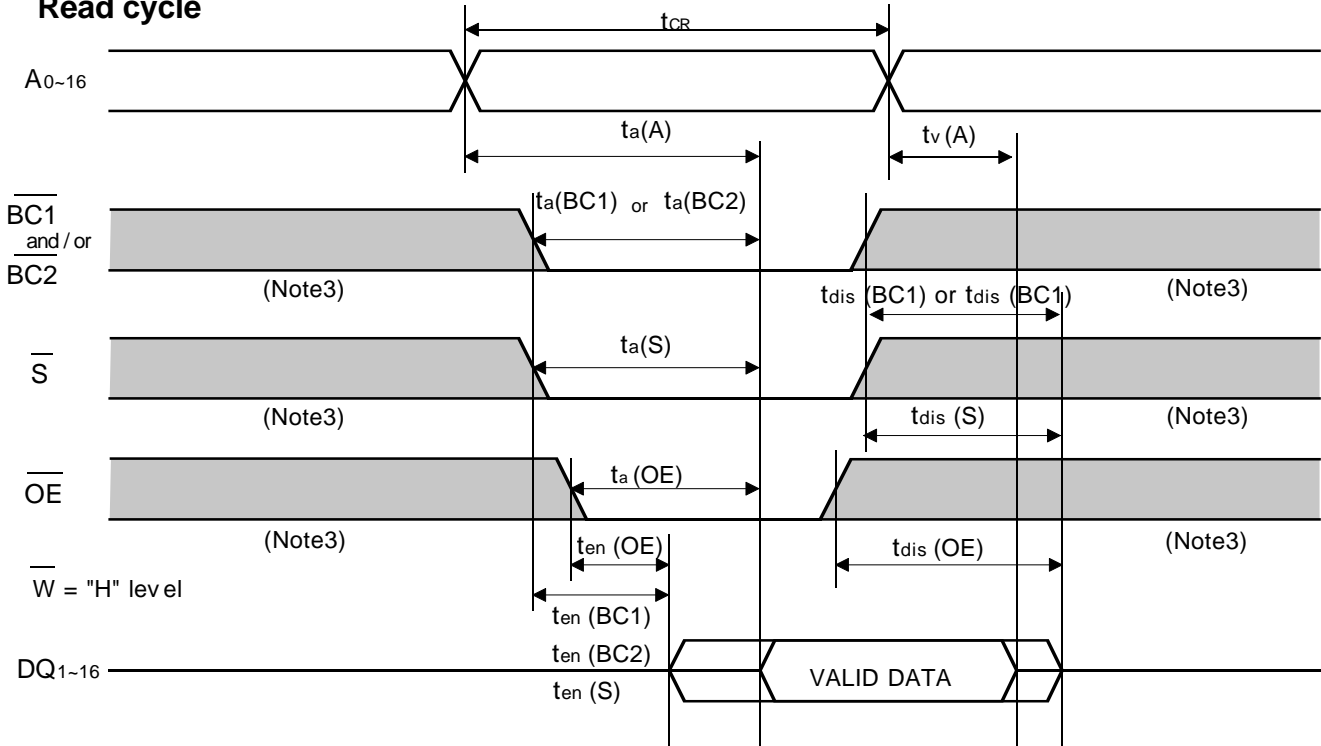 Read cycle
tCR
A0~16
ta(A)
tv (A)
BC1
and / or
BC2
ta(BC1) or ta(BC2)
(Note3)
tdis (BC1) or tdis (BC1)
(Note3)
S
ta(S)
(Note3)
tdis (S)
(Note3)
OE
ta (OE)
(Note3)
ten (OE)
tdis (OE)
(Note3)
W = "H" level
ten (BC1)
ten (BC2)
ten (S)
DQ1~16
VALID DATA